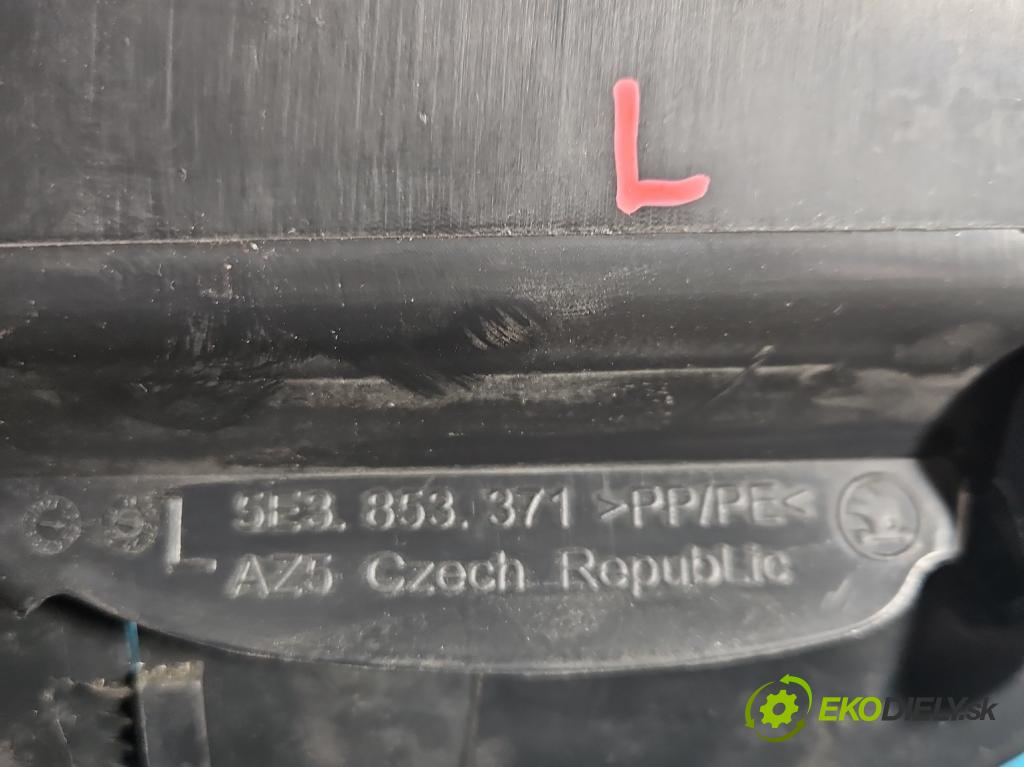 L
L 5E3.853.371 >PP/PE<
AZ5 Czech Republic
EKODIELY.sk